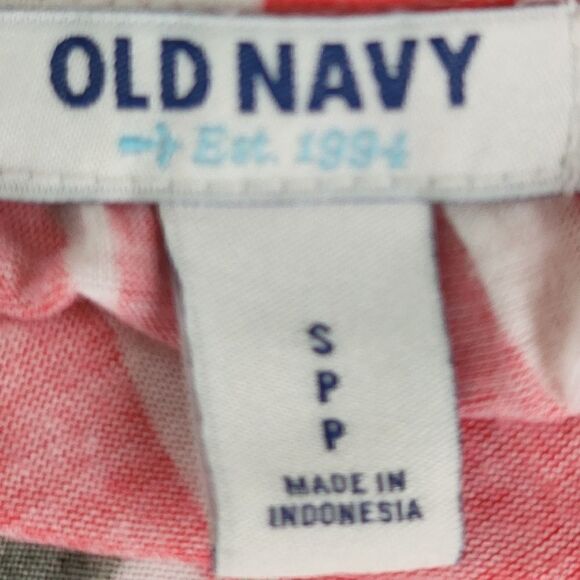 OLD NAVY
Est. 1994
S
P
P
MADE IN
INDONESIA